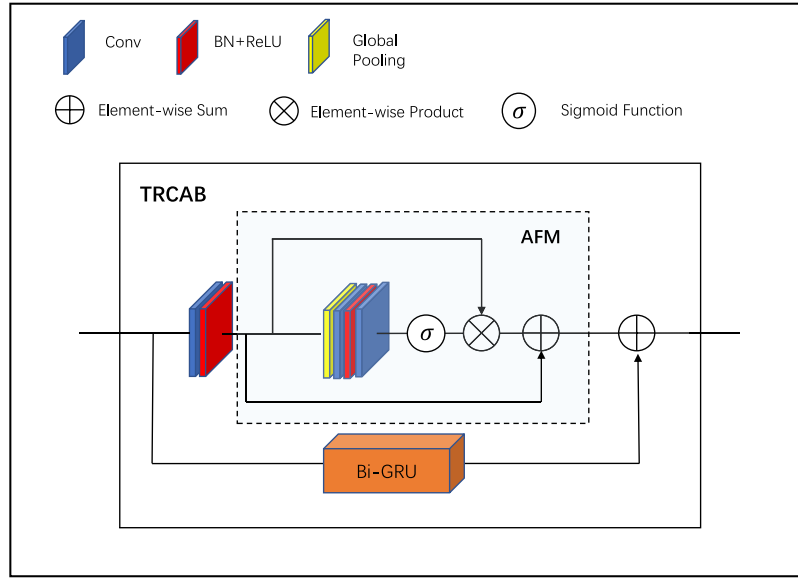 Conv
BN+ReLU
Global
Pooling
Element-wise Sum
Element-wise Product
σ
Sigmoid Function
TRCAB
AFM
σ
Bi-GRU